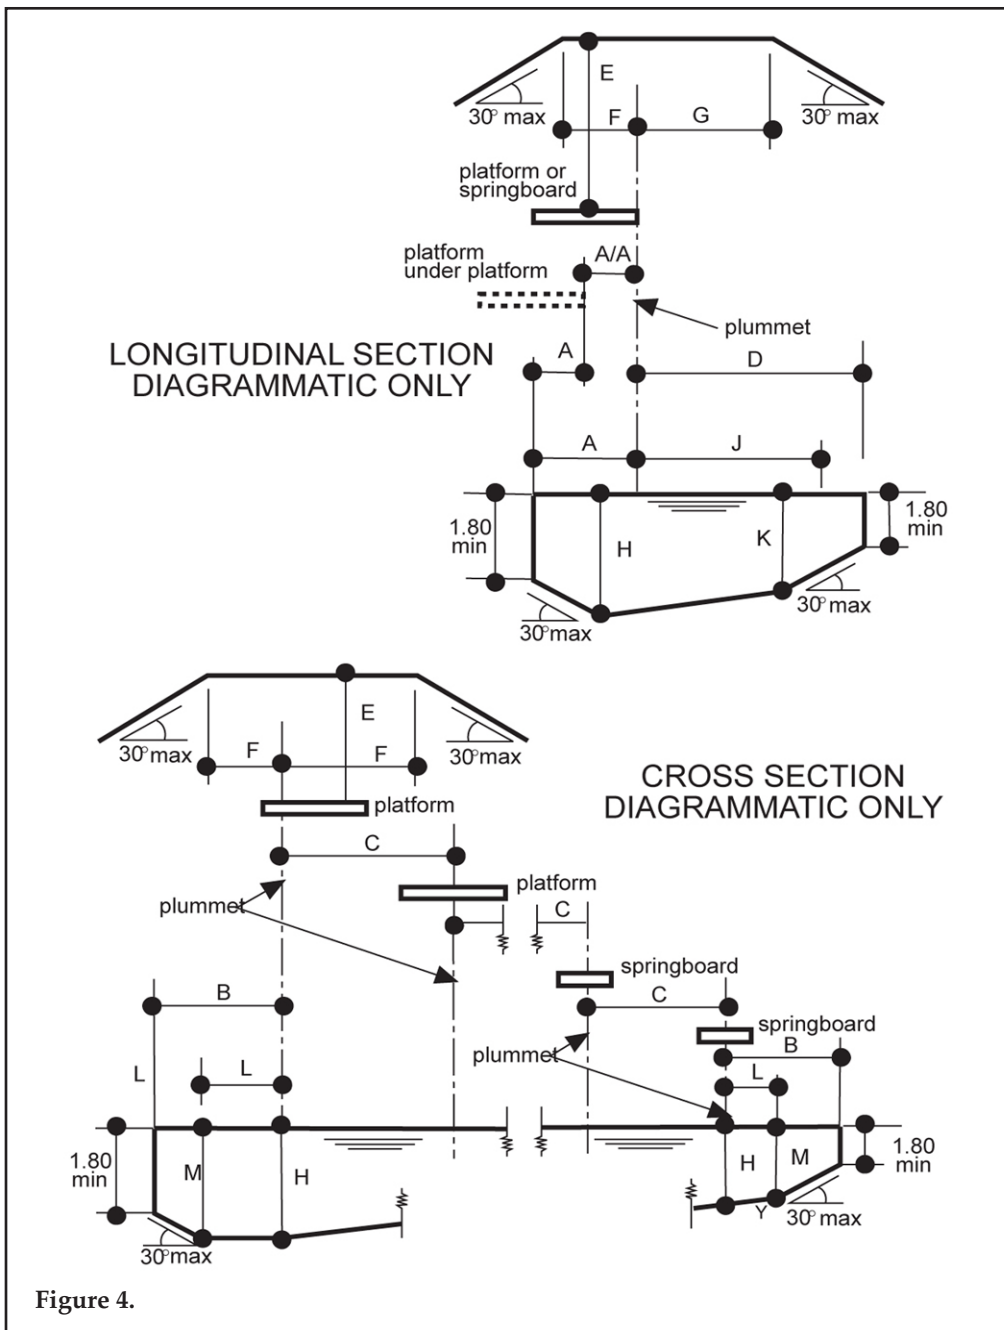 E
30° max
F
G
30° max
platform or
springboard
platform
under platform
A/A
plummet
LONGITUDINAL SECTION
DIAGRAMMATIC ONLY
A
D
A
J
1.80
min
H
K
1.80
min
30°max
30°max
E
30°max
F
F
30°max
platform
CROSS SECTION
DIAGRAMMATIC ONLY
C
platform
plummet
C
springboard
B
C
springboard
plummet
B
L
L
L
1.80
min
M
H
H
M
1.80
min
Y
30°max
30°max
Figure 4.